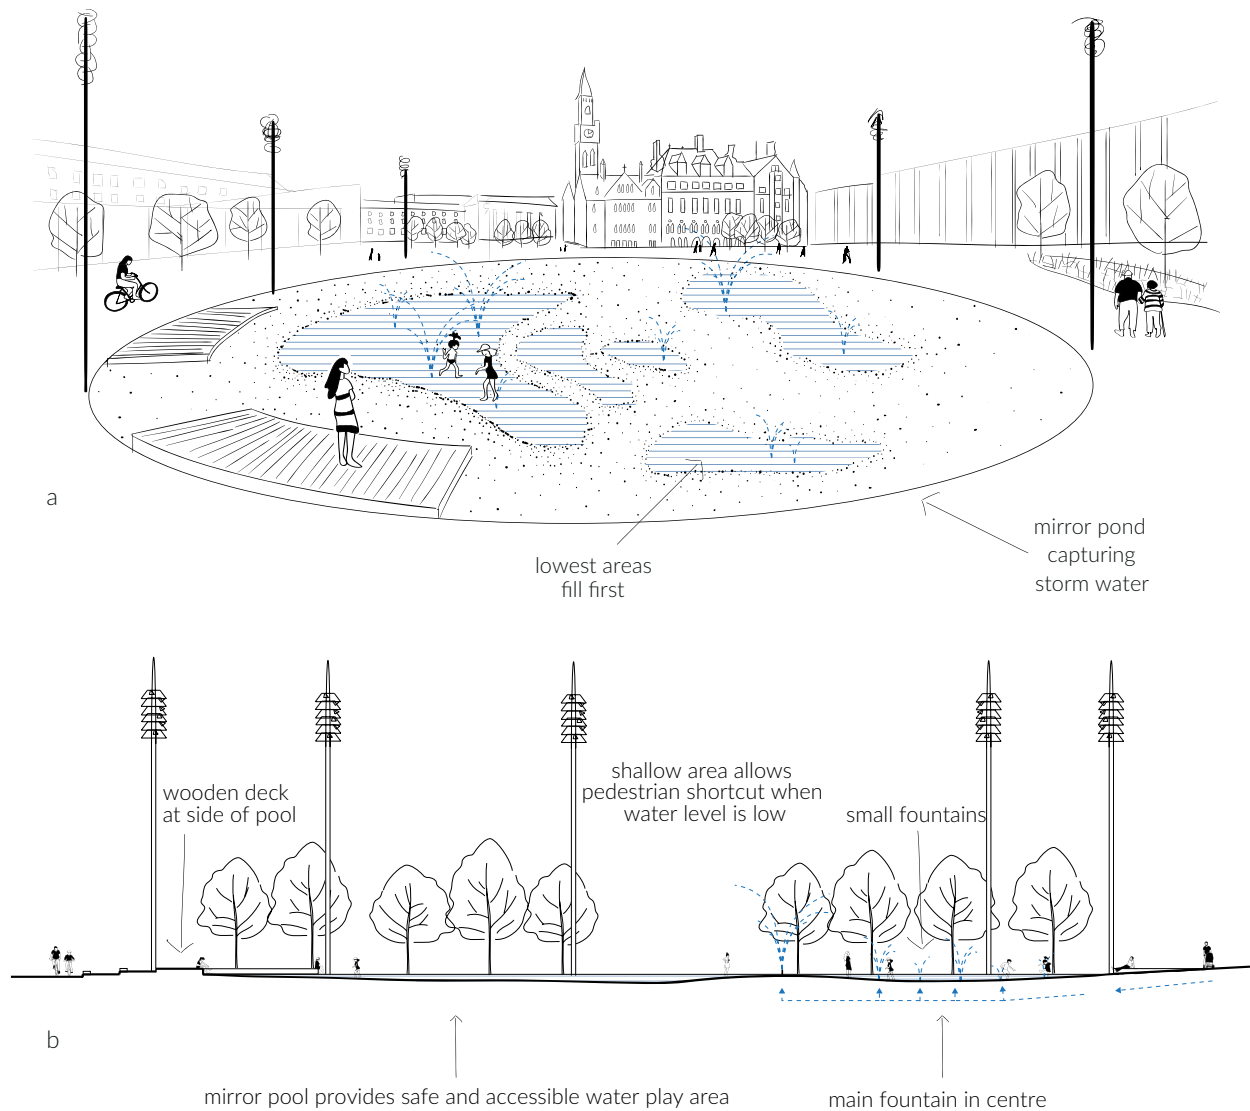 a
lowest areas
fill first
mirror pond
capturing
storm water
wooden deck
at side of pool
shallow area allows
pedestrian shortcut when
water level is low
small fountains
b
mirror pool provides safe and accessible water play area
main fountain in centre